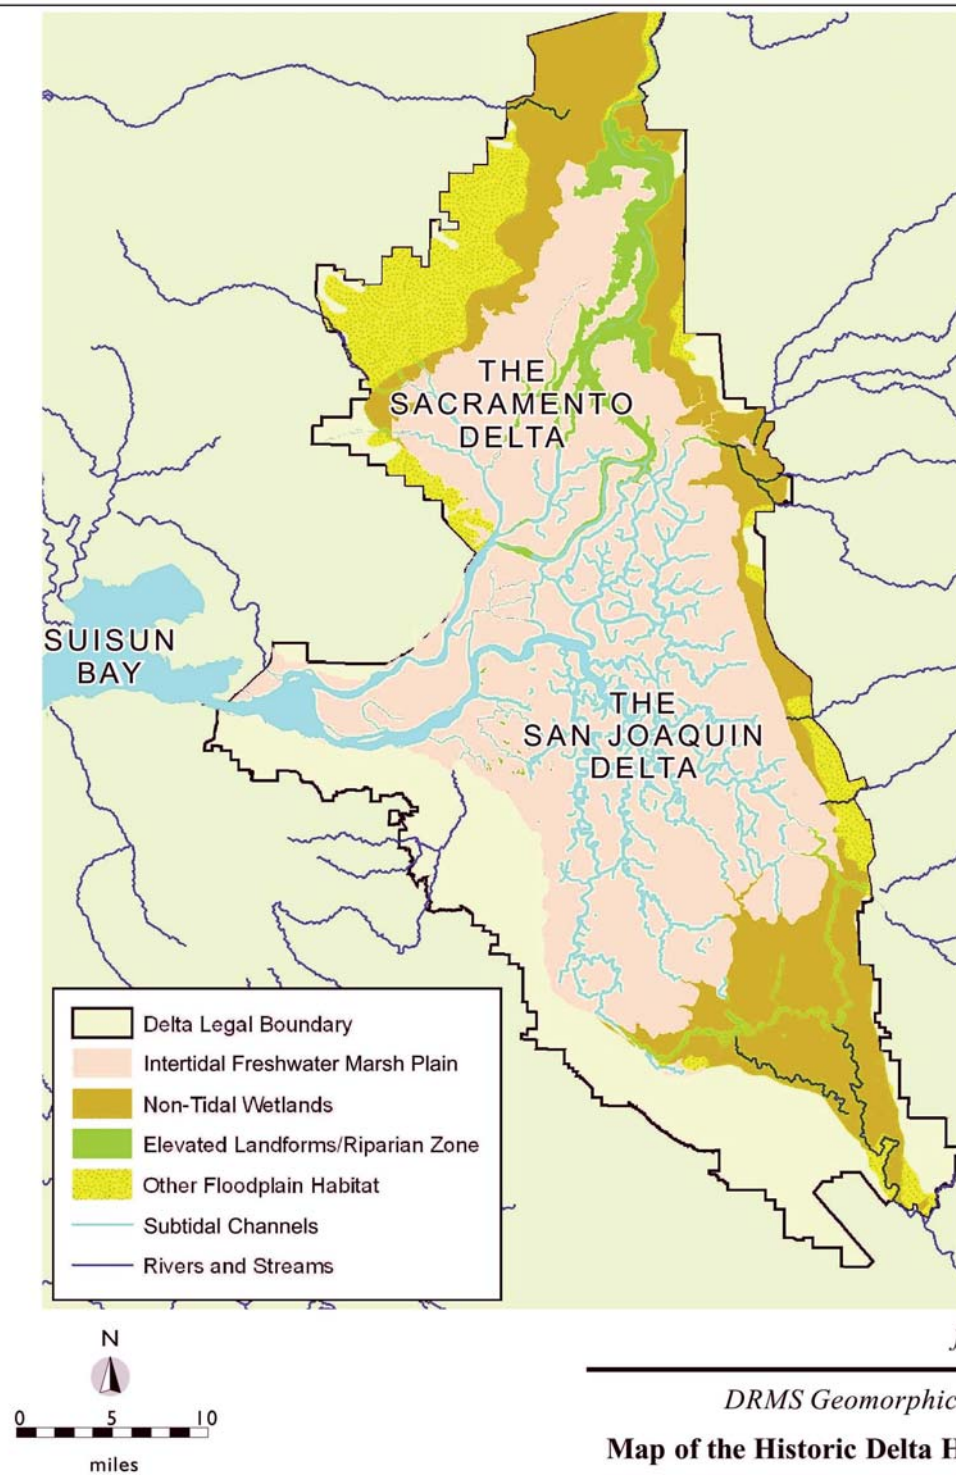 THE
SACRAMENTO
DELTA
SUISUN
BAY
THE
SAN JOAQUIN
DELTA
Delta Legal Boundary
Intertidal Freshwater Marsh Plain
Non-Tidal Wetlands
Elevated Landforms/Riparian Zone
Other Floodplain Habitat
Subtidal Channels
Rivers and Streams
N
0 5 10
miles
DRMS Geomorphic
Map of the Historic Delta H